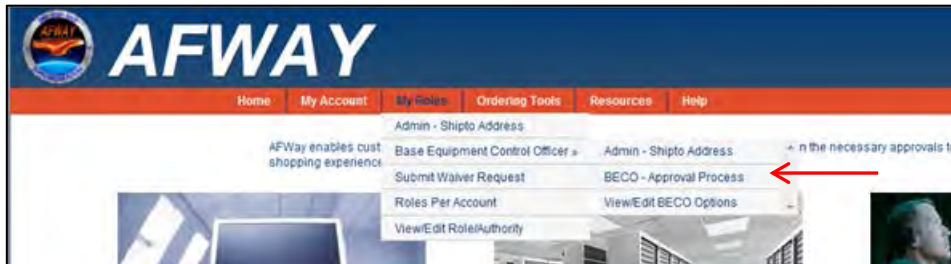 AFWAY
AFWAY
Home My Account My Roles Ordering Tools Resources Help
Admin - Shipto Address
AFWay enables cust
Base Equipment Control Officer »
Admin - Shipto Address
n the necessary approvals t
shopping experience
Submit Waiver Request
BECO - Approval Process
Roles Per Account
View/Edit BECO Options
View/Edit Role/Authority